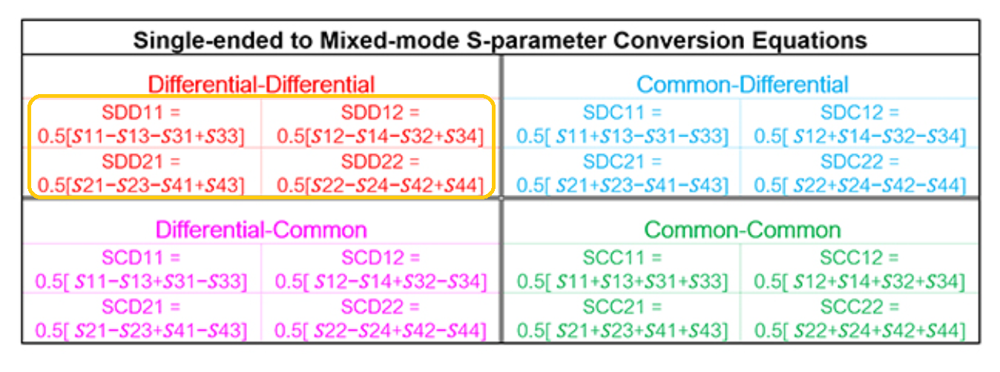 Single-ended to Mixed-mode S-parameter Conversion Equations
Differential-Differential
SDD11 =
0.5[S11−S13−S31+S33]
SDD12 =
0.5[S12−S14−S32+S34]
SDD21 =
0.5[S21−S23−S41+S43]
SDD22 =
0.5[S22−S24−S42+S44]
Common-Differential
SDC11 =
0.5[ S11+S13−S31−S33]
SDC12 =
0.5[ S12+S14−S32−S34]
SDC21 =
0.5[ S21+S23−S41−S43]
SDC22 =
0.5[ S22+S24−S42−S44]
Differential-Common
SCD11 =
0.5[ S11−S13+S31−S33]
SCD12 =
0.5[ S12−S14+S32−S34]
SCD21 =
0.5[ S21−S23+S41−S43]
SCD22 =
0.5[ S22−S24+S42−S44]
Common-Common
SCC11 =
0.5[ S11+S13+S31+S33]
SCC12 =
0.5[ S12+S14+S32+S34]
SCC21 =
0.5[ S21+S23+S41+S43]
SCC22 =
0.5[ S22+S24+S42+S44]